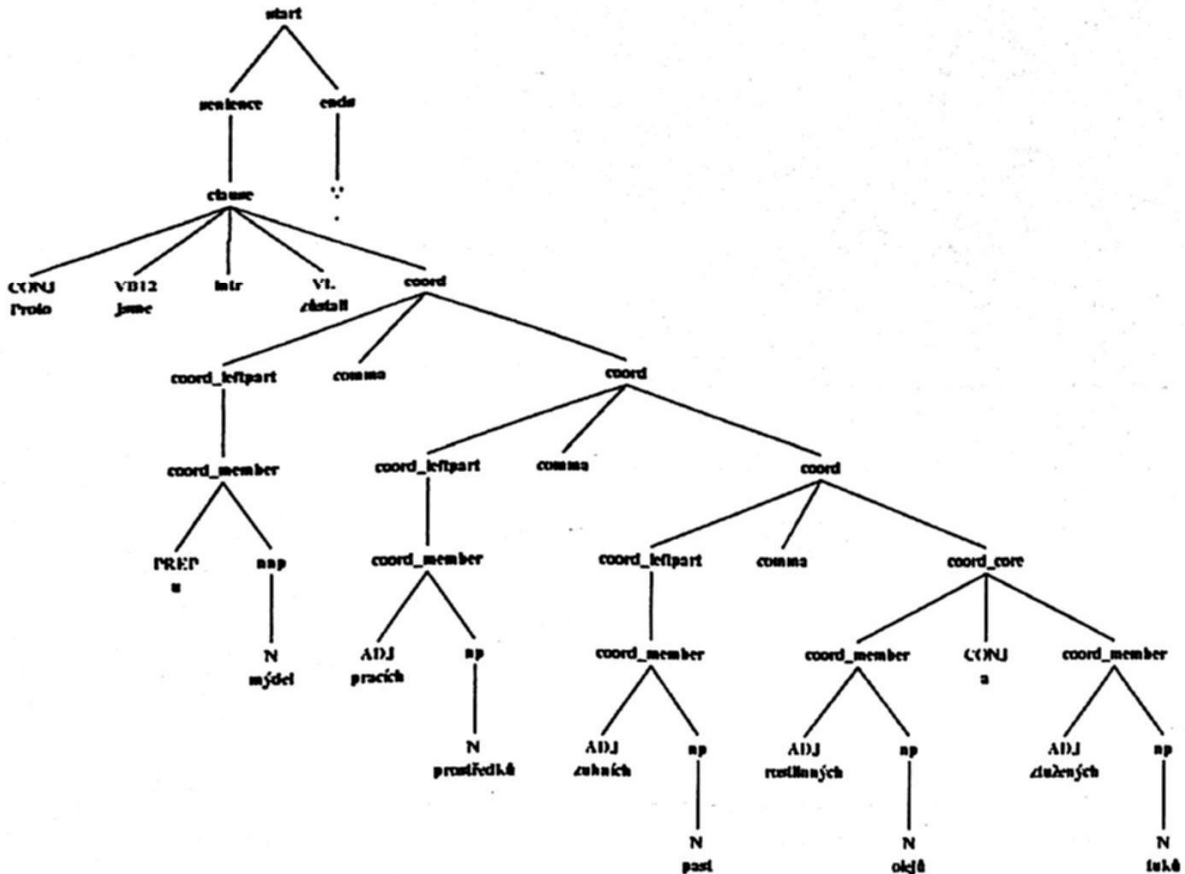 start
sentence ends
clause '.'
.
CONJ VB12 intr VL coord
Proto jsme zůstali
coord_leftpart comma coord
coord_member coord_leftpart comma coord
PREP nnp coord_member coord_leftpart comma coord_core
u
N ADJ np coord_member coord_member CONJ coord_member
mýdel pracích a
N ADJ np ADJ np ADJ np
prostředků zubních rostlinných ztužených
N N N
past olejů tuků